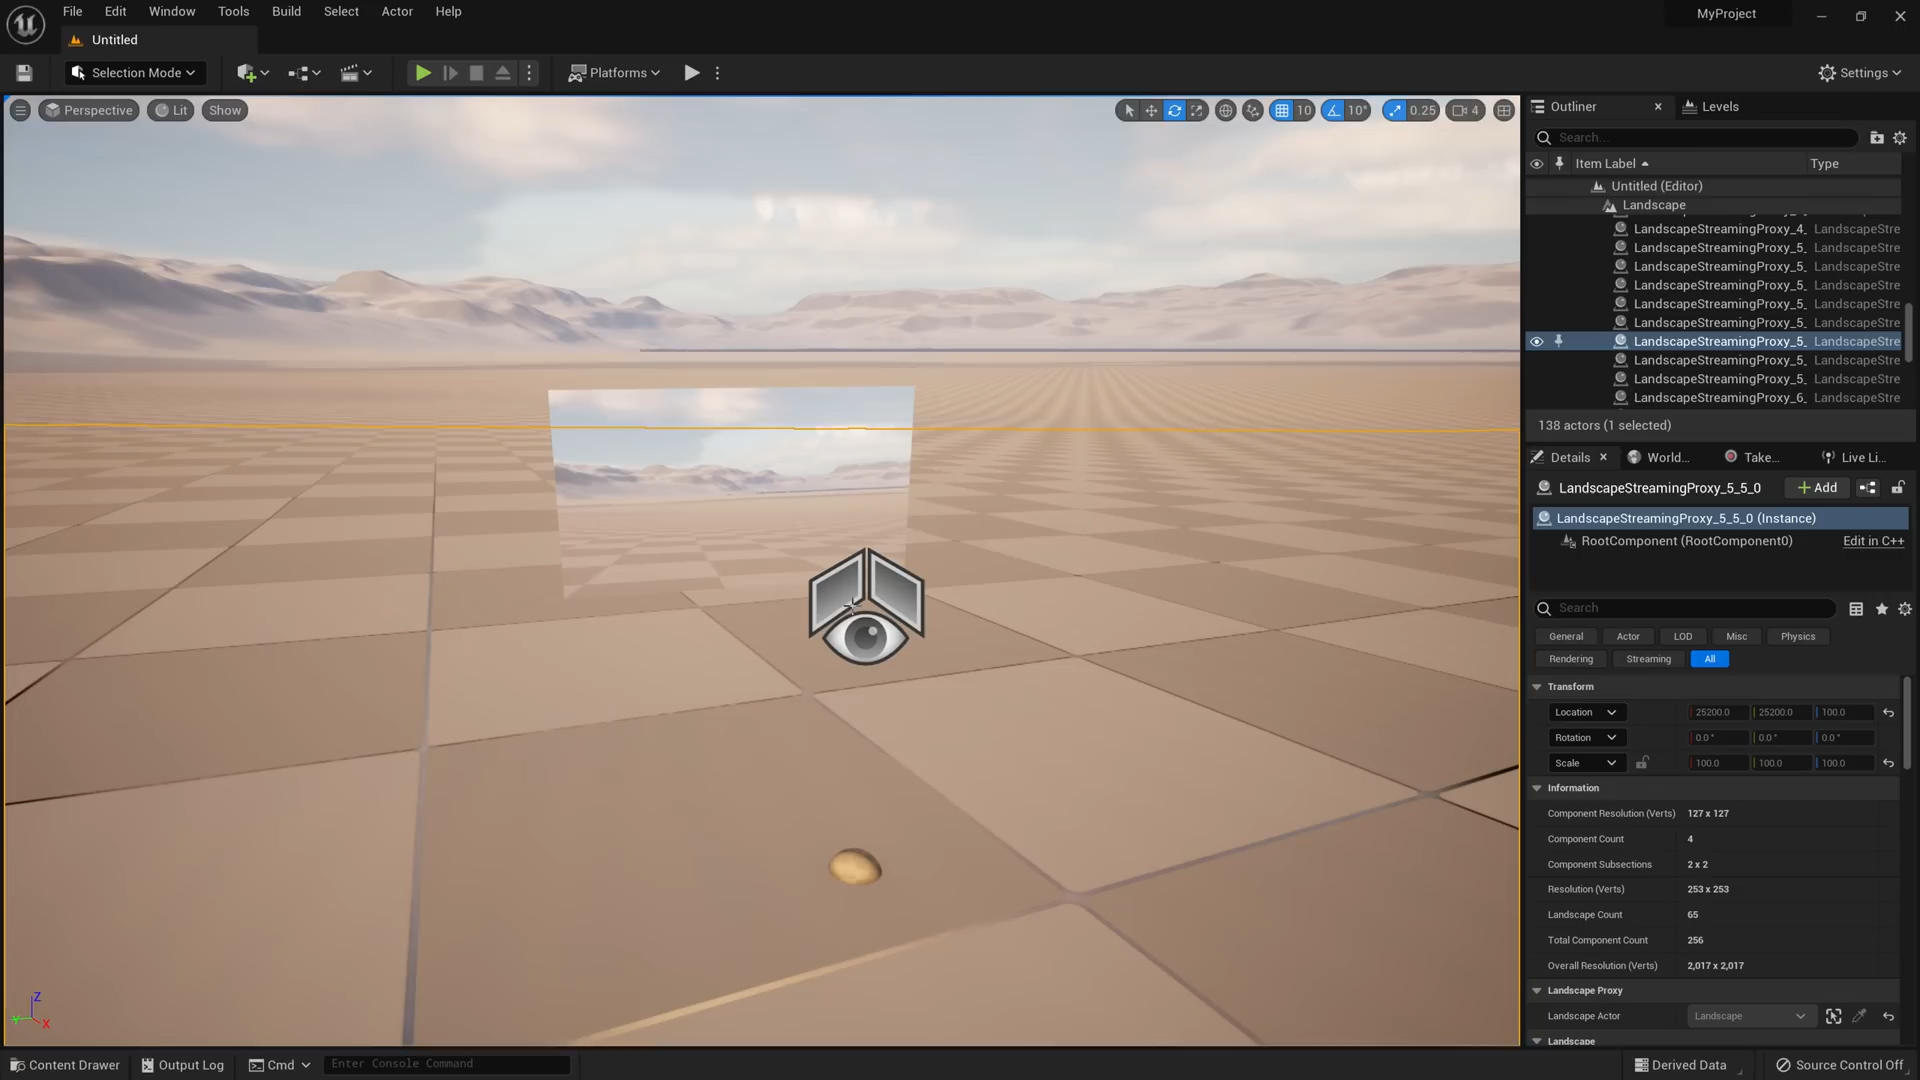 File Edit Window Tools Build Select Actor Help
MyProject
Untitled
Selection Mode
Platforms
Settings
Perspective Lit Show
10 10° 0.25 4
Outliner Levels
Search...
Item Label Type
Untitled (Editor)
Landscape
LandscapeStreamingProxy_4_ LandscapeStre
LandscapeStreamingProxy_5_ LandscapeStre
LandscapeStreamingProxy_5_ LandscapeStre
LandscapeStreamingProxy_5_ LandscapeStre
LandscapeStreamingProxy_5_ LandscapeStre
LandscapeStreamingProxy_5_ LandscapeStre
LandscapeStreamingProxy_5_ LandscapeStre
LandscapeStreamingProxy_5_ LandscapeStre
LandscapeStreamingProxy_5_ LandscapeStre
LandscapeStreamingProxy_6_ LandscapeStre
138 actors (1 selected)
Details World... Take... Live Li...
LandscapeStreamingProxy_5_5_0 + Add
LandscapeStreamingProxy_5_5_0 (Instance)
RootComponent (RootComponent0) Edit in C++
Search
General Actor LOD Misc Physics
Rendering Streaming All
Transform
Location 25200.0 25200.0 100.0
Rotation 0.0 ° 0.0 ° 0.0 °
Scale 100.0 100.0 100.0
Information
Component Resolution (Verts) 127 x 127
Component Count 4
Component Subsections 2 x 2
Resolution (Verts) 253 x 253
Landscape Count 65
Total Component Count 256
Overall Resolution (Verts) 2,017 x 2,017
Landscape Proxy
Landscape Actor Landscape
Landscape
Z
Y X
Content Drawer Output Log Cmd Enter Console Command
Derived Data Source Control Off